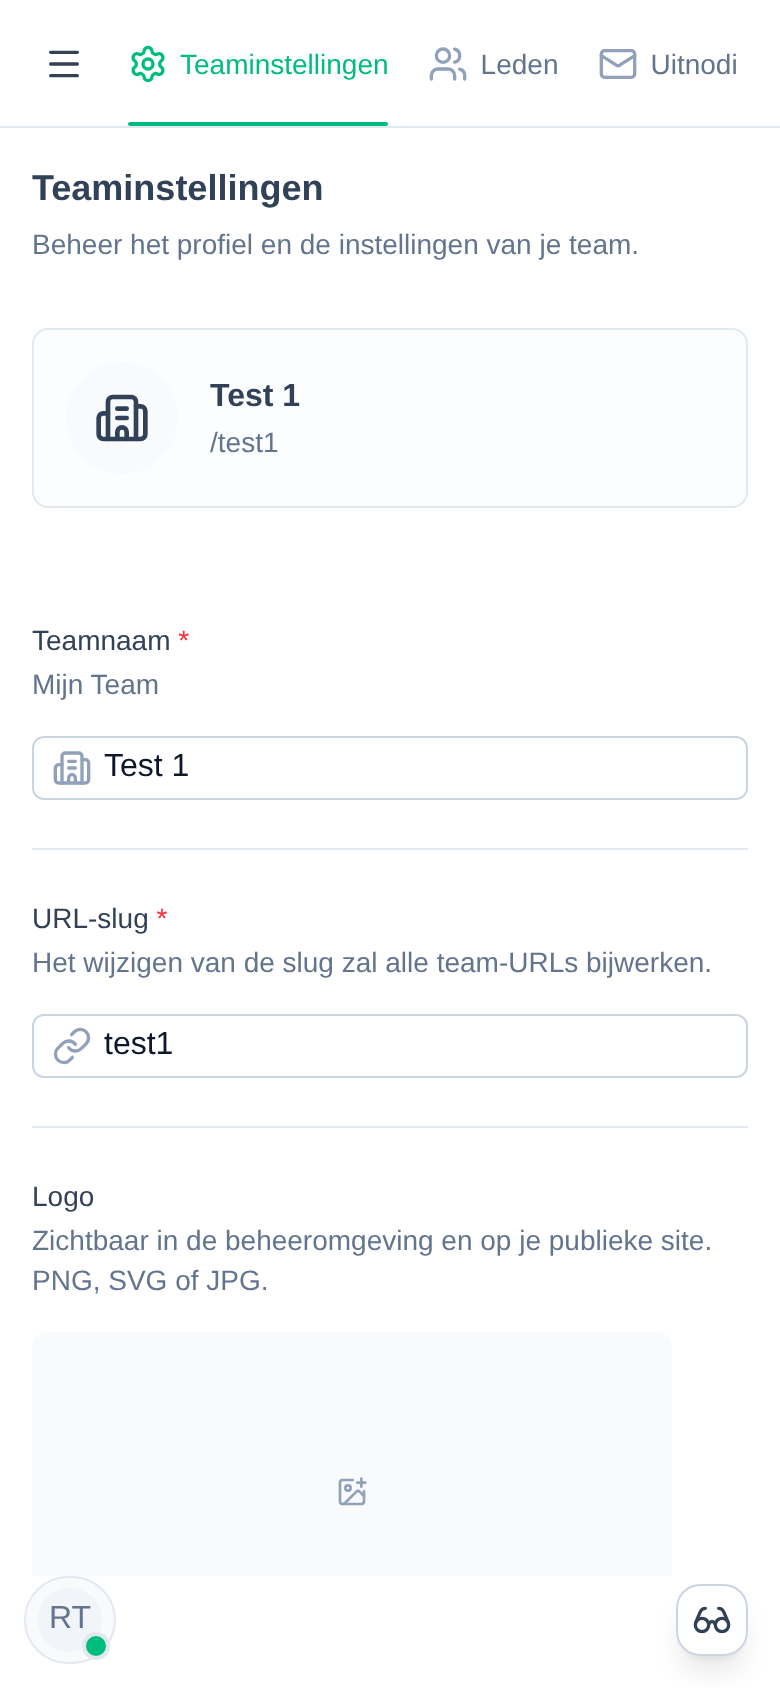 Teaminstellingen
Leden
Uitnodi
Teaminstellingen
Beheer het profiel en de instellingen van je team.
Test 1
/test1
Teamnaam *
Mijn Team
Test 1
URL-slug *
Het wijzigen van de slug zal alle team-URLs bijwerken.
test1
Logo
Zichtbaar in de beheeromgeving en op je publieke site.
PNG, SVG of JPG.
RT